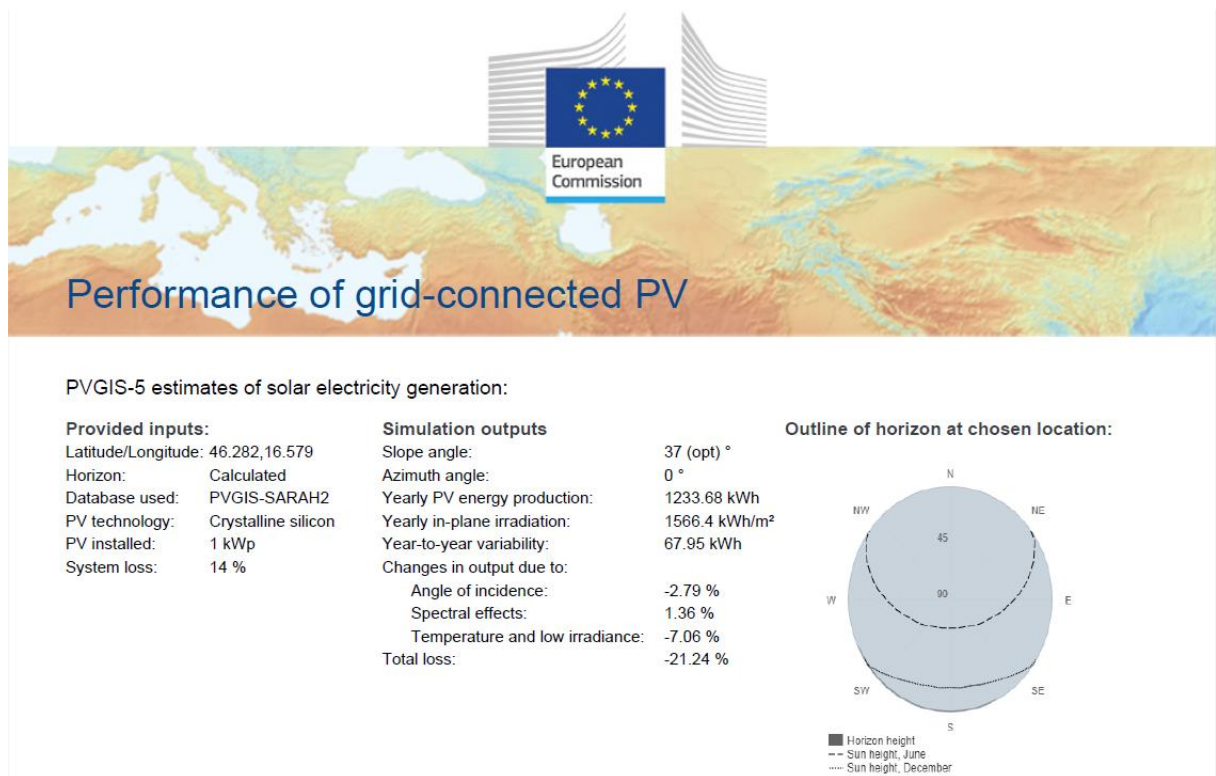 European
Commission
Performance of grid-connected PV
PVGIS-5 estimates of solar electricity generation:
Provided inputs:
Latitude/Longitude: 46.282,16.579
Horizon: Calculated
Database used: PVGIS-SARAH2
PV technology: Crystalline silicon
PV installed: 1 kWp
System loss: 14 %
Simulation outputs
Slope angle: 37 (opt) °
Azimuth angle: 0 °
Yearly PV energy production: 1233.68 kWh
Yearly in-plane irradiation: 1566.4 kWh/m²
Year-to-year variability: 67.95 kWh
Changes in output due to:
Angle of incidence: -2.79 %
Spectral effects: 1.36 %
Temperature and low irradiance: -7.06 %
Total loss: -21.24 %
Outline of horizon at chosen location:
N
NW
NE
45
W
90
E
SW
SE
S
Horizon height
Sun height, June
Sun height, December